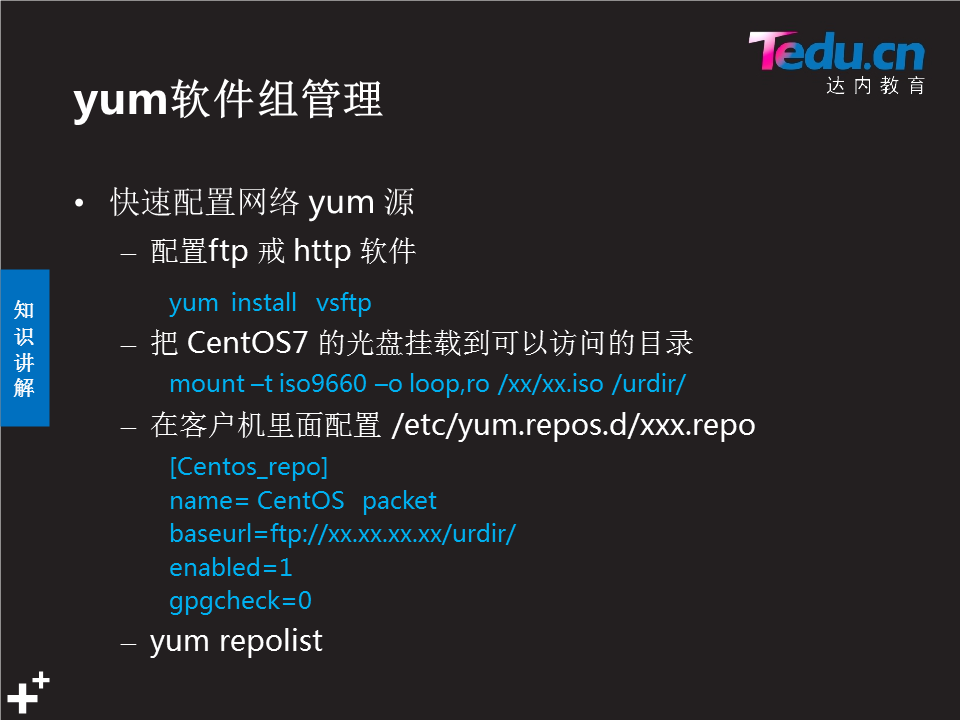 Tedu.cn
达内教育
yum软件组管理
• 快速配置网络 yum 源
– 配置ftp 戒 http 软件
yum install vsftp
– 把 CentOS7 的光盘挂载到可以访问的目录
mount –t iso9660 –o loop,ro /xx/xx.iso /urdir/
– 在客户机里面配置 /etc/yum.repos.d/xxx.repo
[Centos_repo]
name= CentOS packet
baseurl=ftp://xx.xx.xx.xx/urdir/
enabled=1
gpgcheck=0
– yum repolist
知
识
讲
解